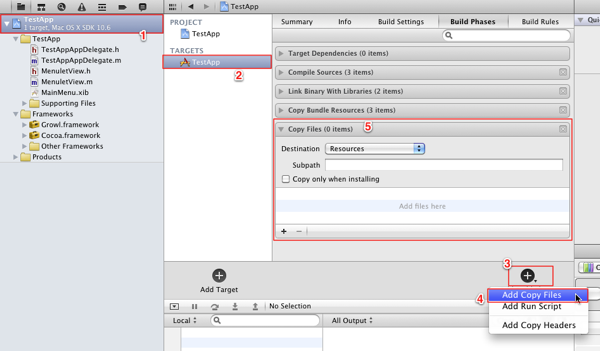 TestApp
TestApp
1 target, Mac OS X SDK 10.6
1
TestApp
TestAppAppDelegate.h
TestAppAppDelegate.m
MenuletView.h
MenuletView.m
MainMenu.xib
Supporting Files
Frameworks
Growl.framework
Cocoa.framework
Other Frameworks
Products
PROJECT
TestApp
TARGETS
TestApp
2
Summary Info Build Settings Build Phases Build Rules
Target Dependencies (0 items)
Compile Sources (3 items)
Link Binary With Libraries (2 items)
Copy Bundle Resources (3 items)
Copy Files (0 items)
5
Destination Resources
Subpath
Copy only when installing
Add files here
+ −
Add Target
3
4
Add Copy Files
Add Run Script
Add Copy Headers
No Selection
Local
All Output